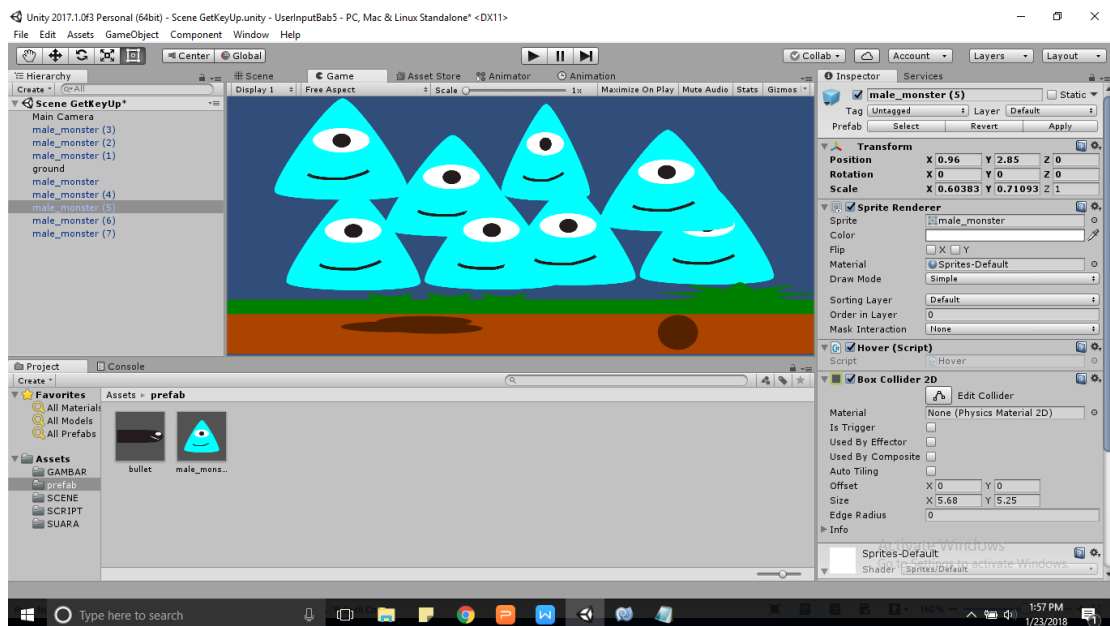 Unity 2017.1.0f3 Personal (64bit) - Scene GetKeyUp.unity - UserInputBab5 - PC, Mac & Linux Standalone* <DX11>
File Edit Assets GameObject Component Window Help
Center Global Collab Account Layers Layout
Hierarchy
Create All
Scene GetKeyUp*
Main Camera
male_monster (3)
male_monster (2)
male_monster (1)
ground
male_monster
male_monster (4)
male_monster (5)
male_monster (6)
male_monster (7)
Scene Game Asset Store Animator Animation
Display 1 Free Aspect Scale 1x Maximize On Play Mute Audio Stats Gizmos
Inspector Services
male_monster (5) Static
Tag Untagged Layer Default
Prefab Select Revert Apply
Transform
Position X 0.96 Y 2.85 Z 0
Rotation X 0 Y 0 Z 0
Scale X 0.60383 Y 0.71093 Z 1
Sprite Renderer
Sprite male_monster
Color
Flip X Y
Material Sprites-Default
Draw Mode Simple
Sorting Layer Default
Order in Layer 0
Mask Interaction None
Hover (Script)
Script Hover
Box Collider 2D
Edit Collider
Material None (Physics Material 2D)
Is Trigger
Used By Effector
Used By Composite
Auto Tiling
Offset X 0 Y 0
Size X 5.68 Y 5.25
Edge Radius 0
Info
Sprites-Default
Shader Sprites/Default
Activate Windows
Go to Settings to activate Windows.
Project Console
Create
Favorites
All Materials
All Models
All Prefabs
Assets
GAMBAR
prefab
SCENE
SCRIPT
SUARA
Assets prefab
bullet male_mons...
Type here to search
1:57 PM
1/23/2018